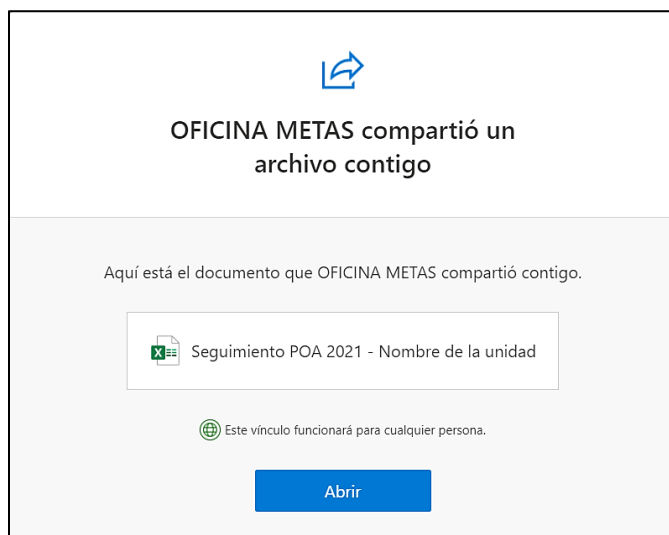 OFICINA METAS compartió un
archivo contigo
Aquí está el documento que OFICINA METAS compartió contigo.
Seguimiento POA 2021 - Nombre de la unidad
Este vínculo funcionará para cualquier persona.
Abrir